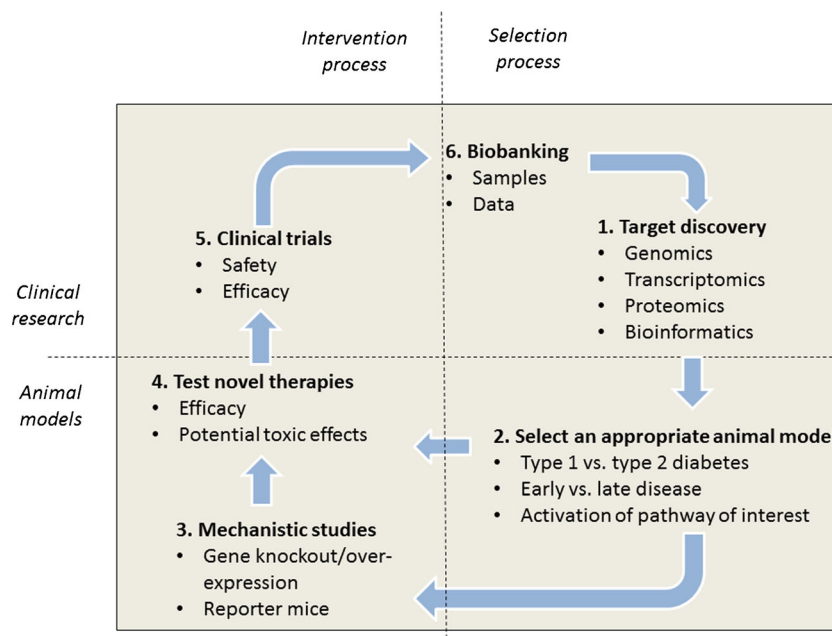 Intervention
process
Selection
process
6. Biobanking
• Samples
• Data
1. Target discovery
• Genomics
• Transcriptomics
• Proteomics
• Bioinformatics
5. Clinical trials
• Safety
• Efficacy
Clinical
research
Animal
models
4. Test novel therapies
• Efficacy
• Potential toxic effects
2. Select an appropriate animal mode
• Type 1 vs. type 2 diabetes
• Early vs. late disease
• Activation of pathway of interest
3. Mechanistic studies
• Gene knockout/over-
expression
• Reporter mice